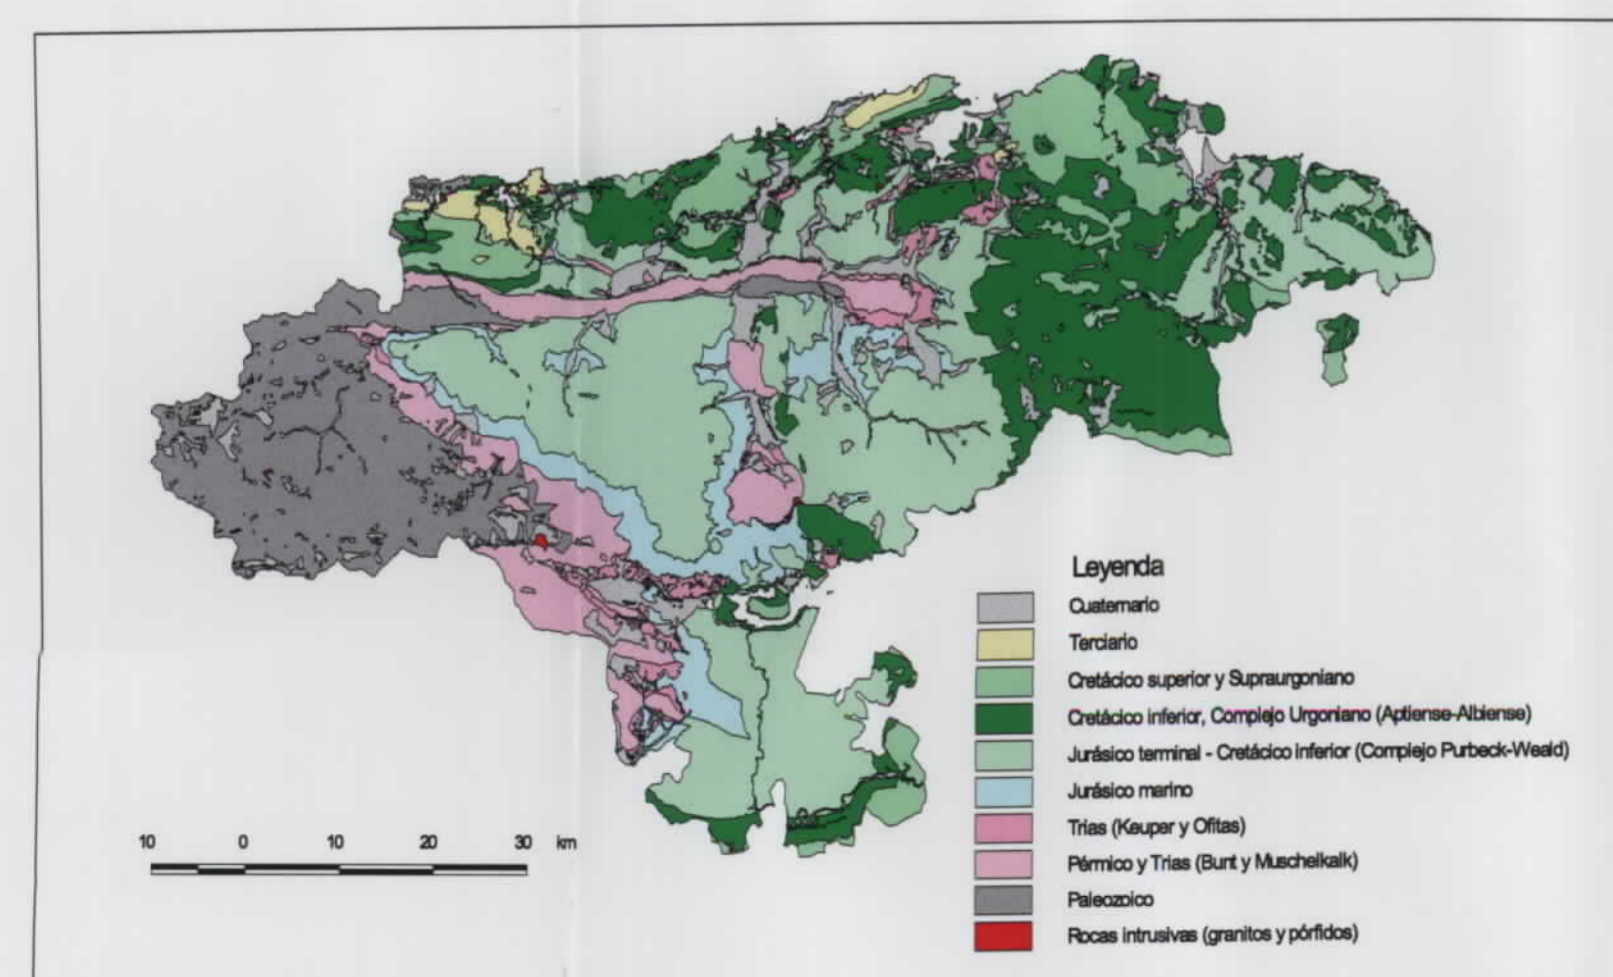 Leyenda
Cuaternario
Terciario
Cretácico superior y Supraurgoniano
Cretácico inferior, Complejo Urgoniano (Aptiense-Albiense)
Jurásico terminal - Cretácico inferior (Complejo Purbeck-Weald)
Jurásico marino
Trias (Keuper y Ofitas)
Pérmico y Trias (Bunt y Muschelkalk)
Paleozoico
Rocas intrusivas (granitos y pórfidos)
10 0 10 20 30 km